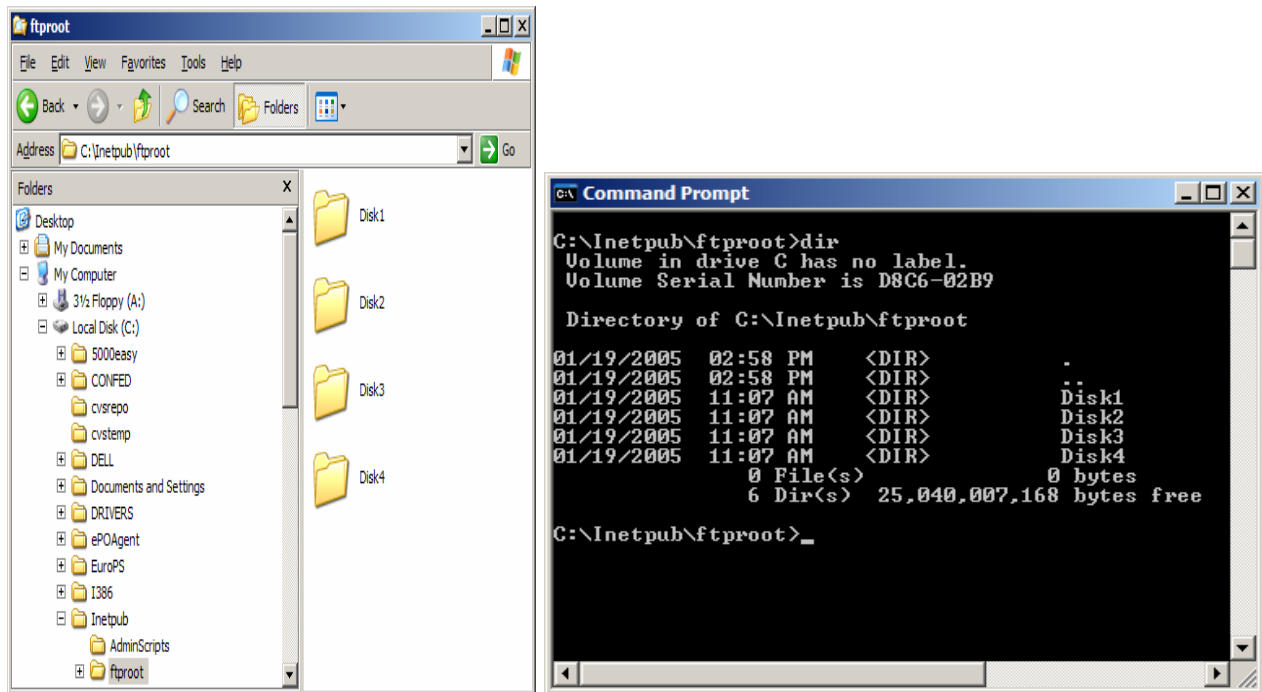 ftproot
File Edit View Favorites Tools Help
Back Search Folders
Address C:\Inetpub\ftproot Go
Folders X
Desktop
My Documents
My Computer
3½ Floppy (A:)
Local Disk (C:)
5000easy
CONFED
cvsrepo
cvstemp
DELL
Documents and Settings
DRIVERS
ePOAgent
EuroPS
I386
Inetpub
AdminScripts
ftproot
Disk1
Disk2
Disk3
Disk4
C:\ Command Prompt
C:\Inetpub\ftproot>dir
Volume in drive C has no label.
Volume Serial Number is D8C6-02B9
Directory of C:\Inetpub\ftproot
01/19/2005 02:58 PM <DIR> .
01/19/2005 02:58 PM <DIR> ..
01/19/2005 11:07 AM <DIR> Disk1
01/19/2005 11:07 AM <DIR> Disk2
01/19/2005 11:07 AM <DIR> Disk3
01/19/2005 11:07 AM <DIR> Disk4
0 File(s) 0 bytes
6 Dir(s) 25,040,007,168 bytes free
C:\Inetpub\ftproot>_